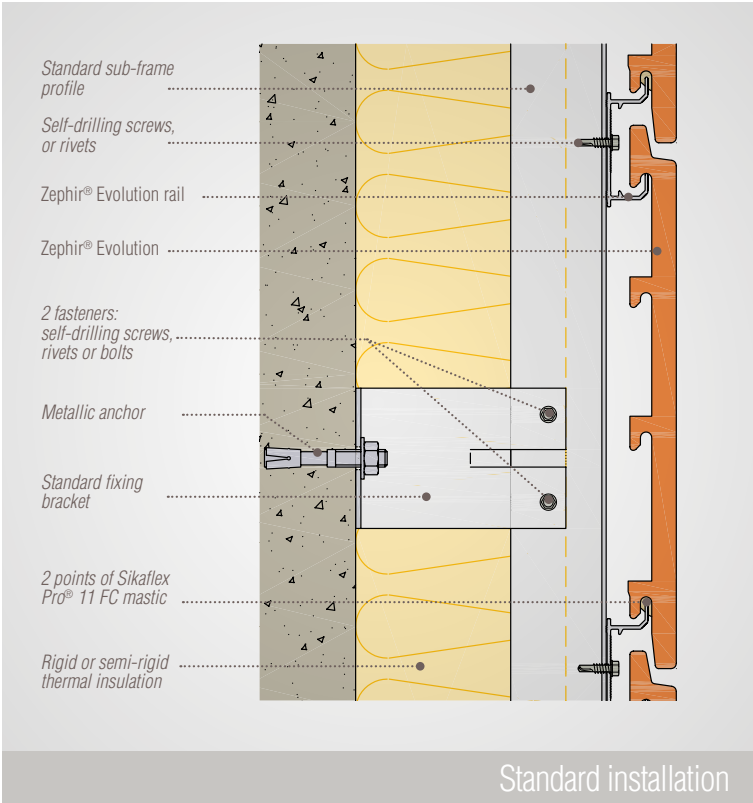 Standard sub-frame
profile
Self-drilling screws,
or rivets
Zephir® Evolution rail
Zephir® Evolution
2 fasteners:
self-drilling screws,
rivets or bolts
Metallic anchor
Standard fixing
bracket
2 points of Sikaflex
Pro® 11 FC mastic
Rigid or semi-rigid
thermal insulation
Standard installation